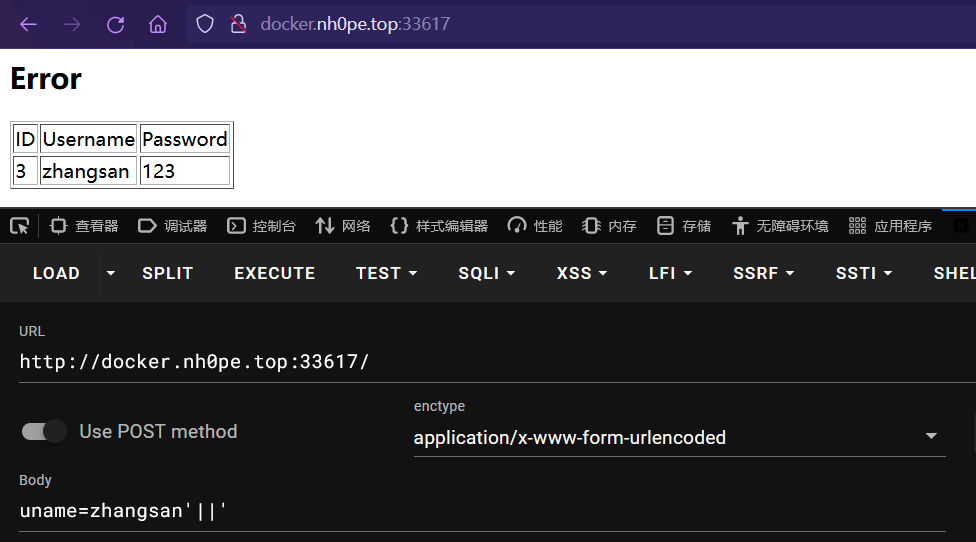 docker.nh0pe.top:33617
Error
ID Username Password
3 zhangsan 123
查看器 调试器 控制台 网络 样式编辑器 性能 内存 存储 无障碍环境 应用程序
LOAD SPLIT EXECUTE TEST SQLI XSS LFI SSRF SSTI SHEL
URL
http://docker.nh0pe.top:33617/
enctype
Use POST method
application/x-www-form-urlencoded
Body
uname=zhangsan'||'